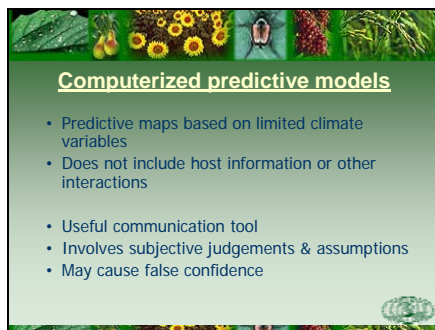 Computerized predictive models
• Predictive maps based on limited climate
variables
• Does not include host information or other
interactions
• Useful communication tool
• Involves subjective judgements & assumptions
• May cause false confidence